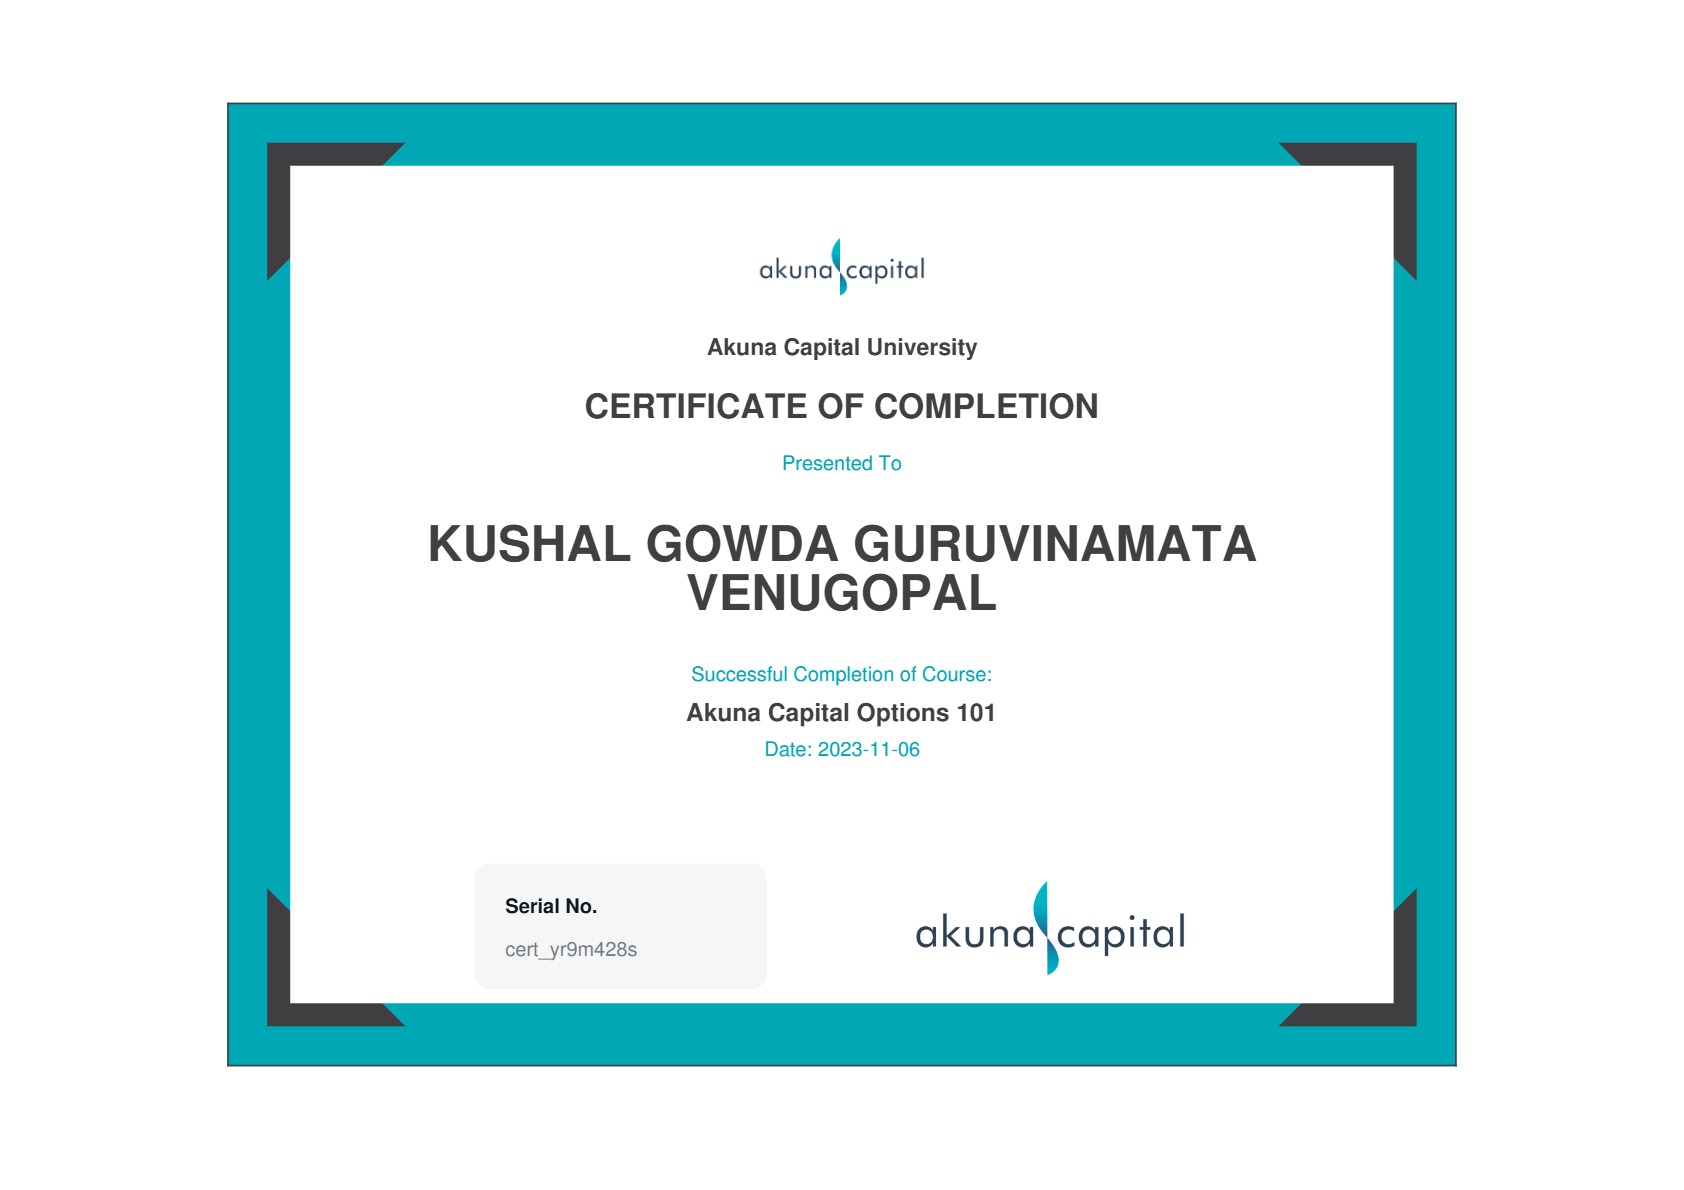 akuna capital
Akuna Capital University
CERTIFICATE OF COMPLETION
Presented To
KUSHAL GOWDA GURUVINAMATA
VENUGOPAL
Successful Completion of Course:
Akuna Capital Options 101
Date: 2023-11-06
Serial No.
cert_yr9m428s
akuna capital